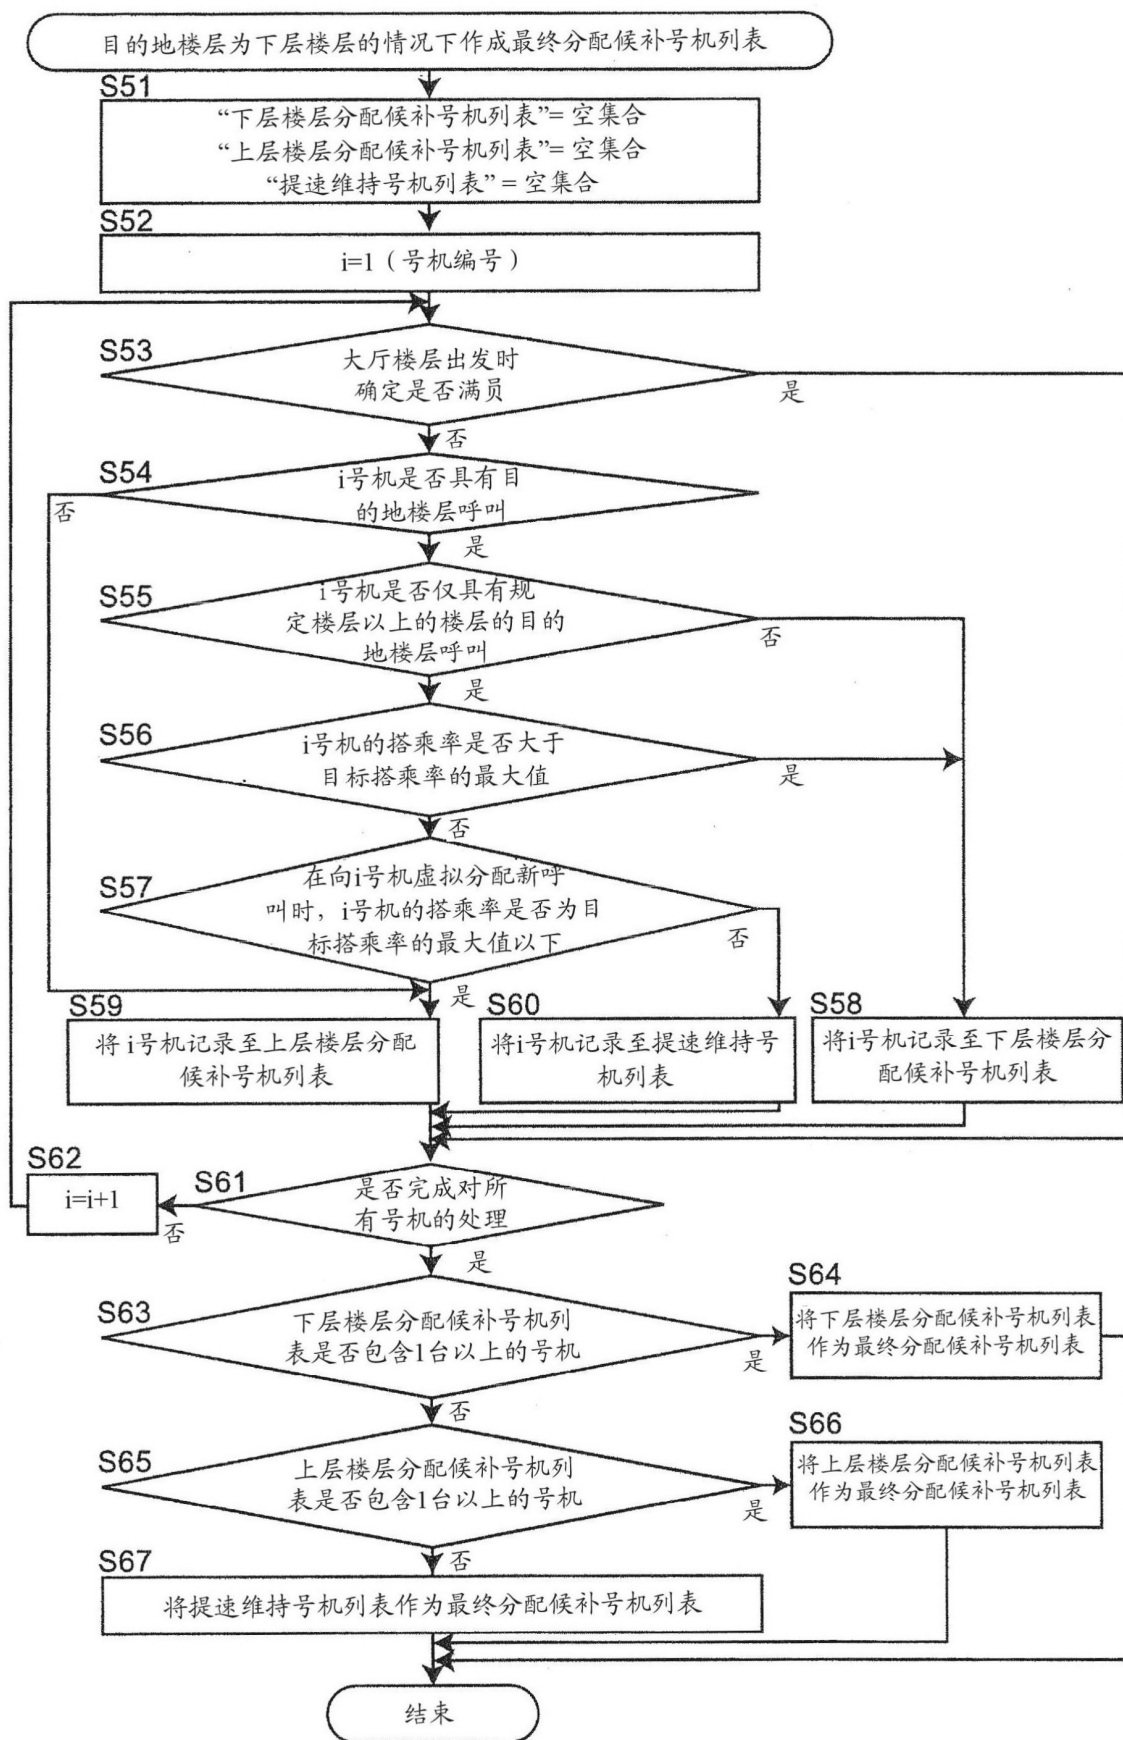 目的地楼层为下层楼层的情况下作成最终分配候补号机列表
S51
“下层楼层分配候补号机列表”= 空集合
“上层楼层分配候补号机列表”= 空集合
“提速维持号机列表” = 空集合
S52
i=1（号机编号）
S53
大厅楼层出发时
确定是否满员
是
否
S54
i号机是否具有目
的地楼层呼叫
否
是
S55
i号机是否仅具有规
定楼层以上的楼层的目的
地楼层呼叫
否
是
S56
i号机的搭乘率是否大于
目标搭乘率的最大值
是
否
S57
在向i号机虚拟分配新呼
叫时，i号机的搭乘率是否为目
标搭乘率的最大值以下
否
是
S59
将 i号机记录至上层楼层分配
候补号机列表
S60
将i号机记录至提速维持号
机列表
S58
将i号机记录至下层楼层分
配候补号机列表
S62
i=i+1
S61
是否完成对所
有号机的处理
否
是
S63
下层楼层分配候补号机列
表是否包含1台以上的号机
是
S64
将下层楼层分配候补号机列表
作为最终分配候补号机列表
否
S65
上层楼层分配候补号机列
表是否包含1台以上的号机
是
S66
将上层楼层分配候补号机列表
作为最终分配候补号机列表
否
S67
将提速维持号机列表作为最终分配候补号机列表
结束